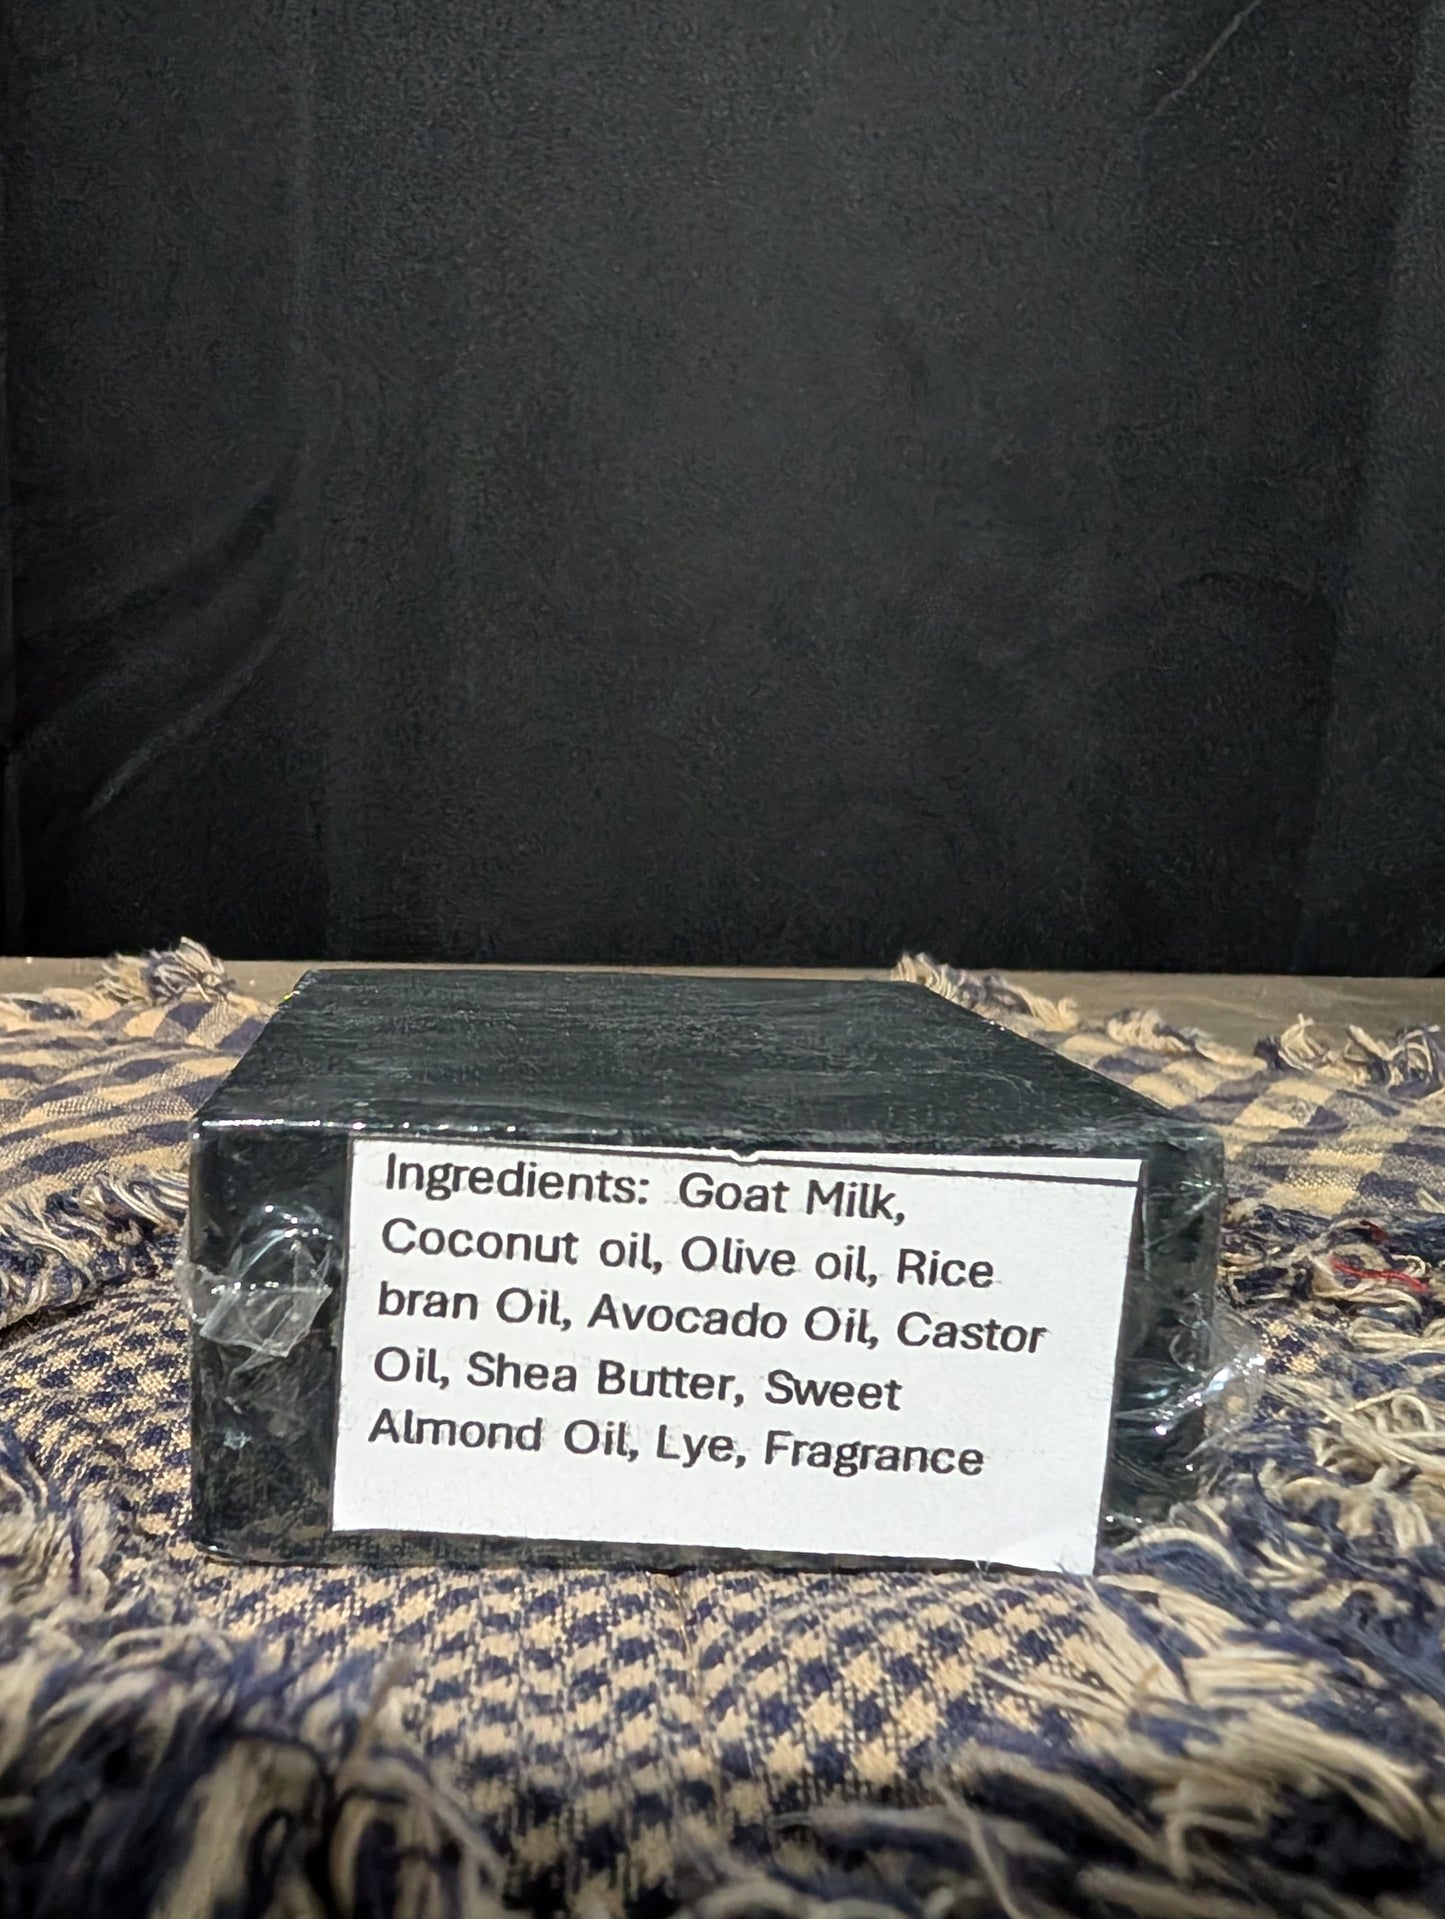 Ingredients:  Goat Milk,
Coconut oil, Olive oil, Rice
bran Oil, Avocado Oil, Castor
Oil, Shea Butter, Sweet
Almond Oil, Lye, Fragrance